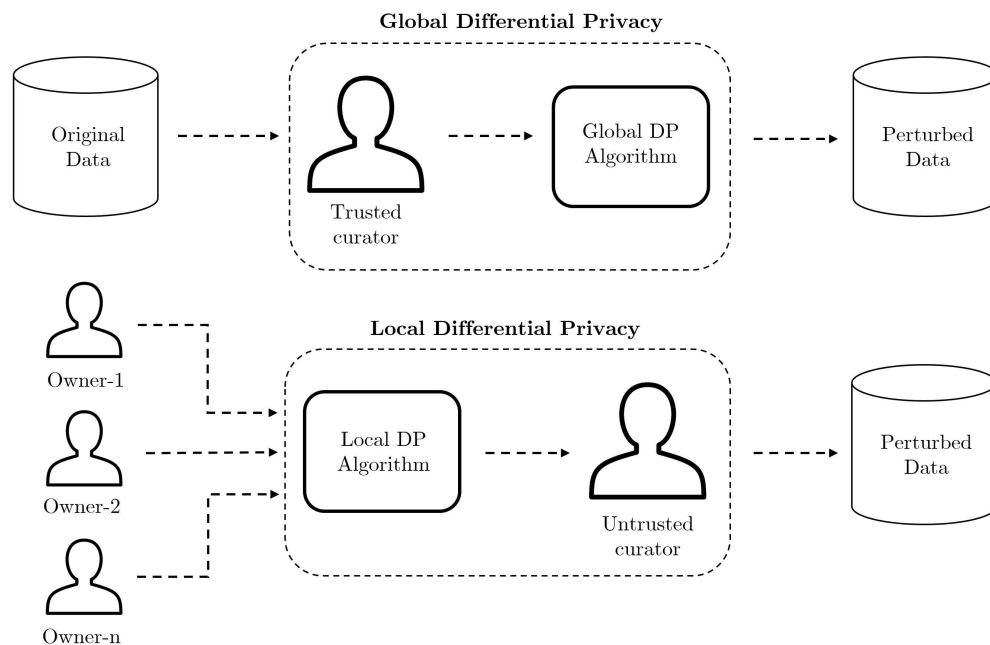 Global Differential Privacy
Original
Data
Trusted
curator
Global DP
Algorithm
Perturbed
Data
Local Differential Privacy
Owner-1
Owner-2
Owner-n
Local DP
Algorithm
Untrusted
curator
Perturbed
Data